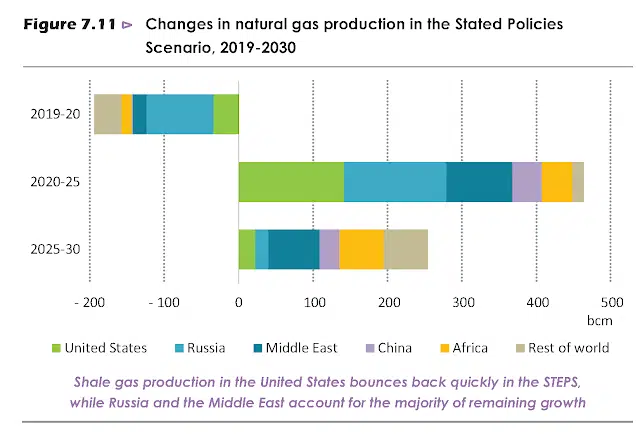 Figure 7.11 ▷ Changes in natural gas production in the Stated Policies
Scenario, 2019-2030
2019-20
2020-25
2025-30
- 200 - 100 0 100 200 300 400 500
bcm
United States Russia Middle East China Africa Rest of world
Shale gas production in the United States bounces back quickly in the STEPS,
while Russia and the Middle East account for the majority of remaining growth